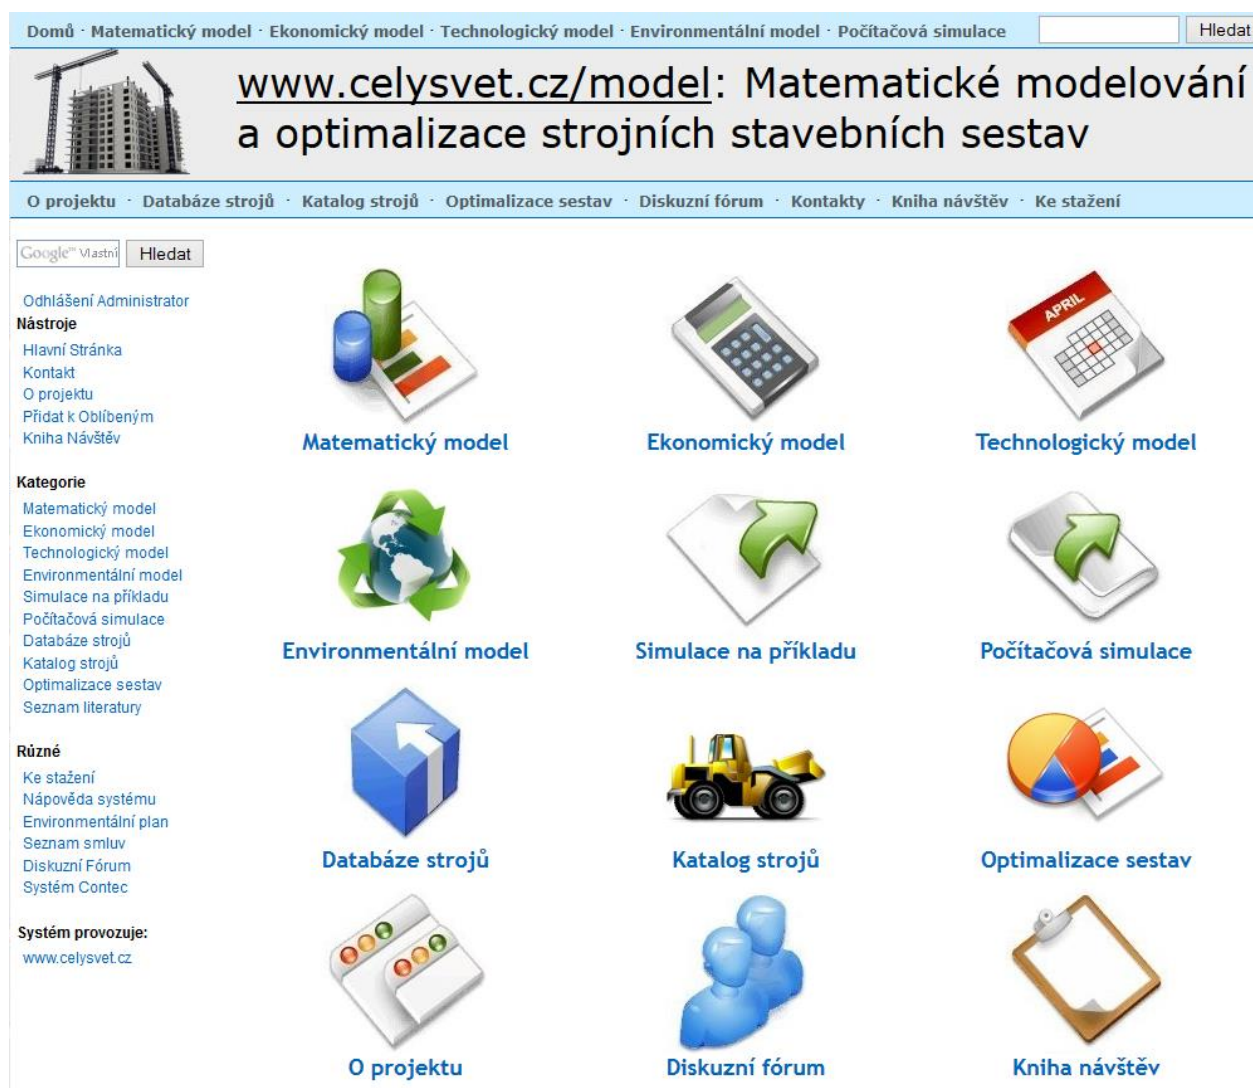 Domů · Matematický model · Ekonomický model · Technologický model · Environmentální model · Počítačová simulace
Hledat
www.celysvet.cz/model: Matematické modelování
a optimalizace strojních stavebních sestav
O projektu · Databáze strojů · Katalog strojů · Optimalizace sestav · Diskuzní fórum · Kontakty · Kniha návštěv · Ke stažení
Google™ Vlastní
Hledat
Odhlášení Administrator
Nástroje
Hlavní Stránka
Kontakt
O projektu
Přidat k Oblíbeným
Kniha Návštěv
Kategorie
Matematický model
Ekonomický model
Technologický model
Environmentální model
Simulace na příkladu
Počítačová simulace
Databáze strojů
Katalog strojů
Optimalizace sestav
Seznam literatury
Různé
Ke stažení
Nápověda systému
Environmentální plan
Seznam smluv
Diskuzní Fórum
Systém Contec
Systém provozuje:
www.celysvet.cz
APRIL
Matematický model
Ekonomický model
Technologický model
Environmentální model
Simulace na příkladu
Počítačová simulace
Databáze strojů
Katalog strojů
Optimalizace sestav
O projektu
Diskuzní fórum
Kniha návštěv